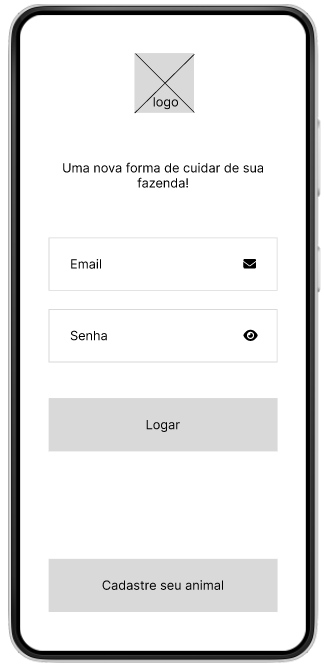 logo
Uma nova forma de cuidar de sua
fazenda!
Email
Senha
Logar
Cadastre seu animal